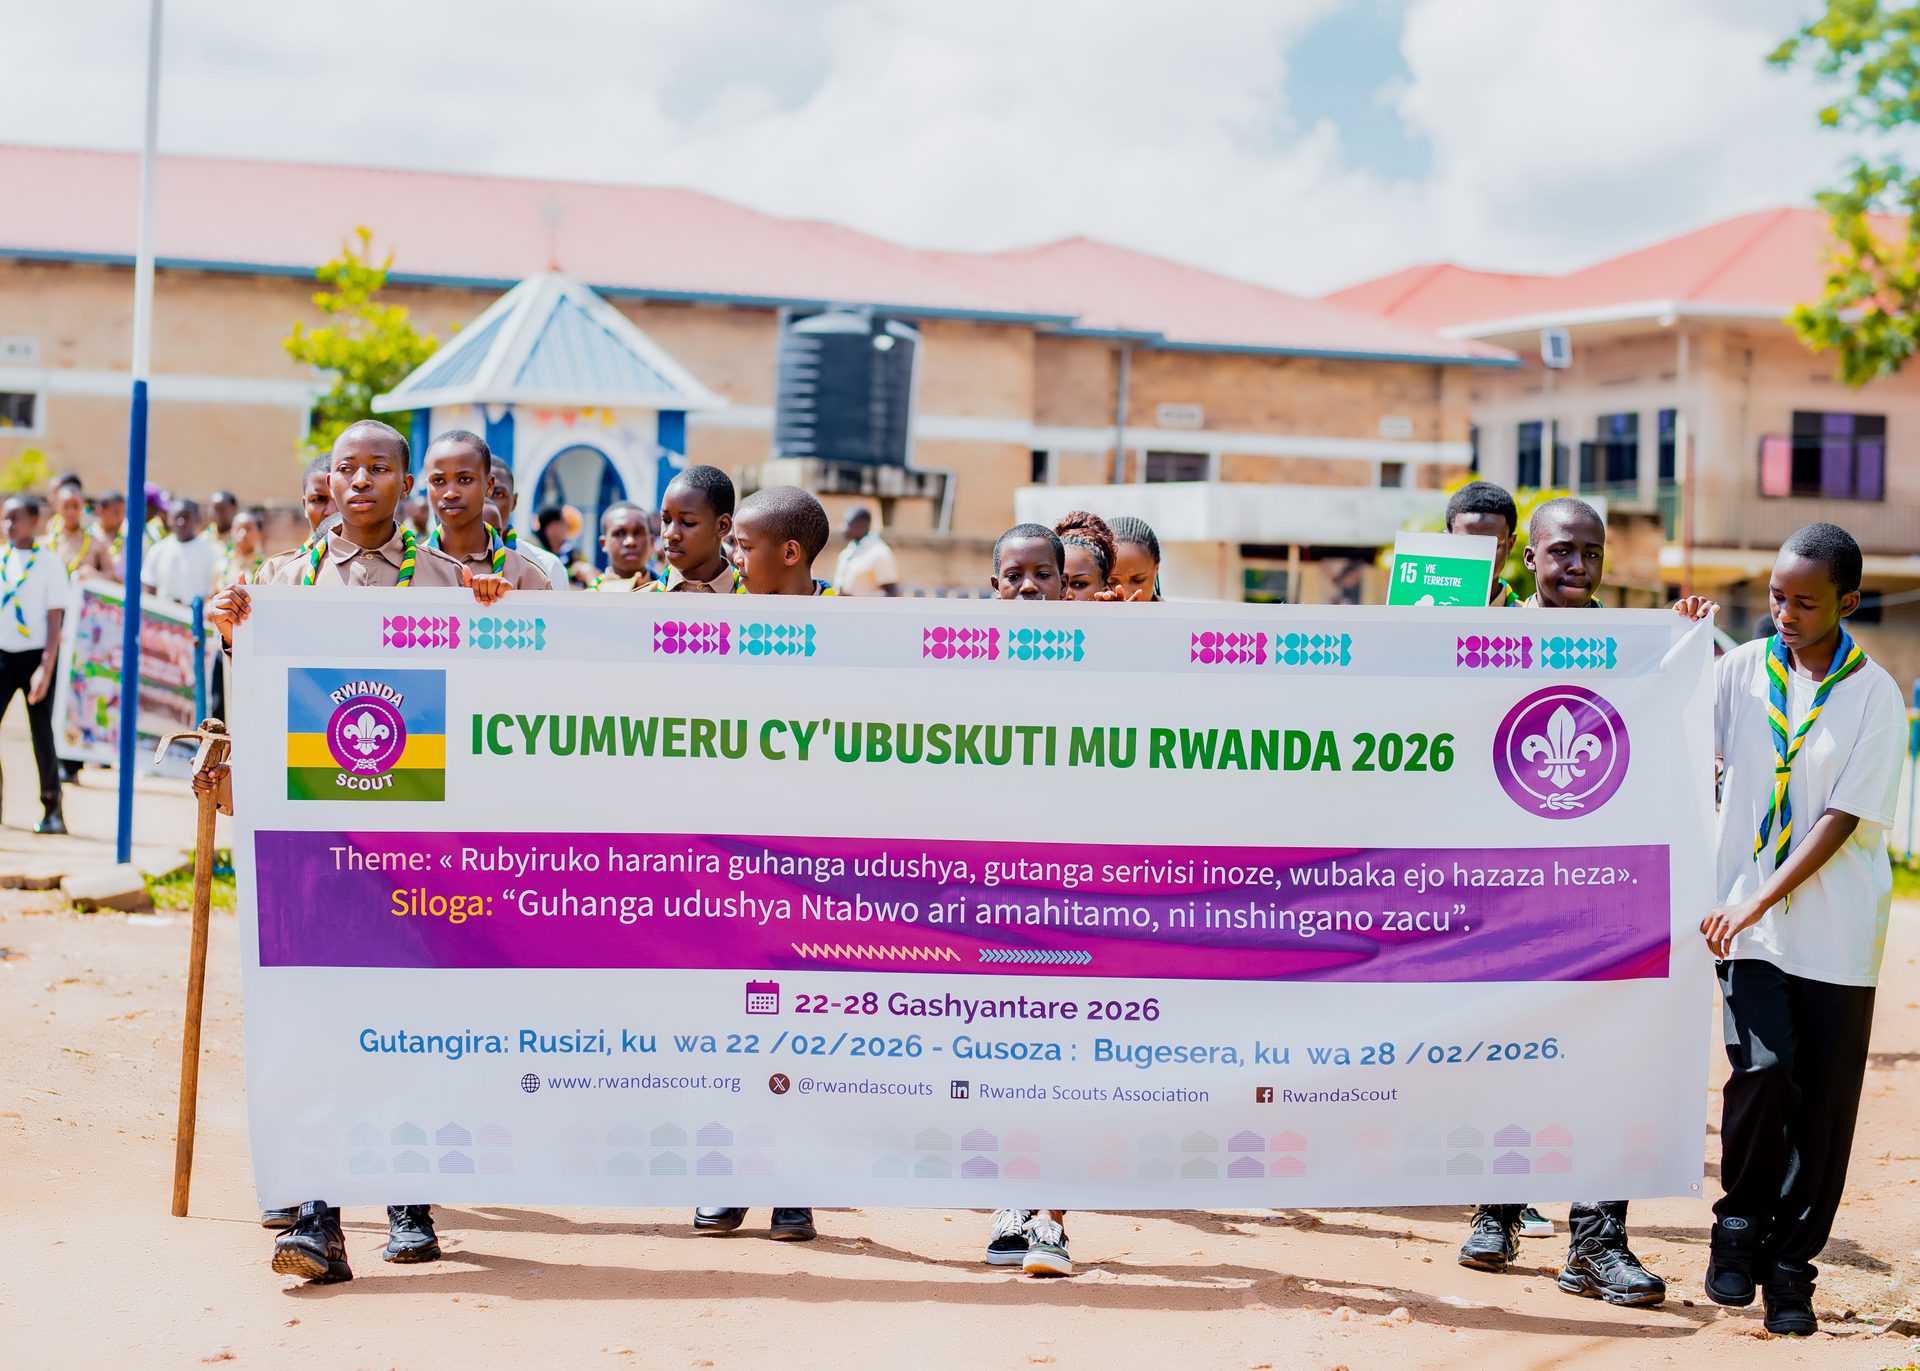 15 VIE
TERRESTRE
RWANDA
SCOUT
ICYUMWERU CY'UBUSKUTI MU RWANDA 2026
Theme: « Rubyiruko haranira guhanga udushya, gutanga serivisi inoze, wubaka ejo hazaza heza».
Siloga: “Guhanga udushya Ntabwo ari amahitamo, ni inshingano zacu”.
22-28 Gashyantare 2026
Gutangira: Rusizi, ku wa 22 /02/2026 - Gusoza : Bugesera, ku wa 28 /02/2026.
www.rwandascout.org @rwandascouts in Rwanda Scouts Association RwandaScout